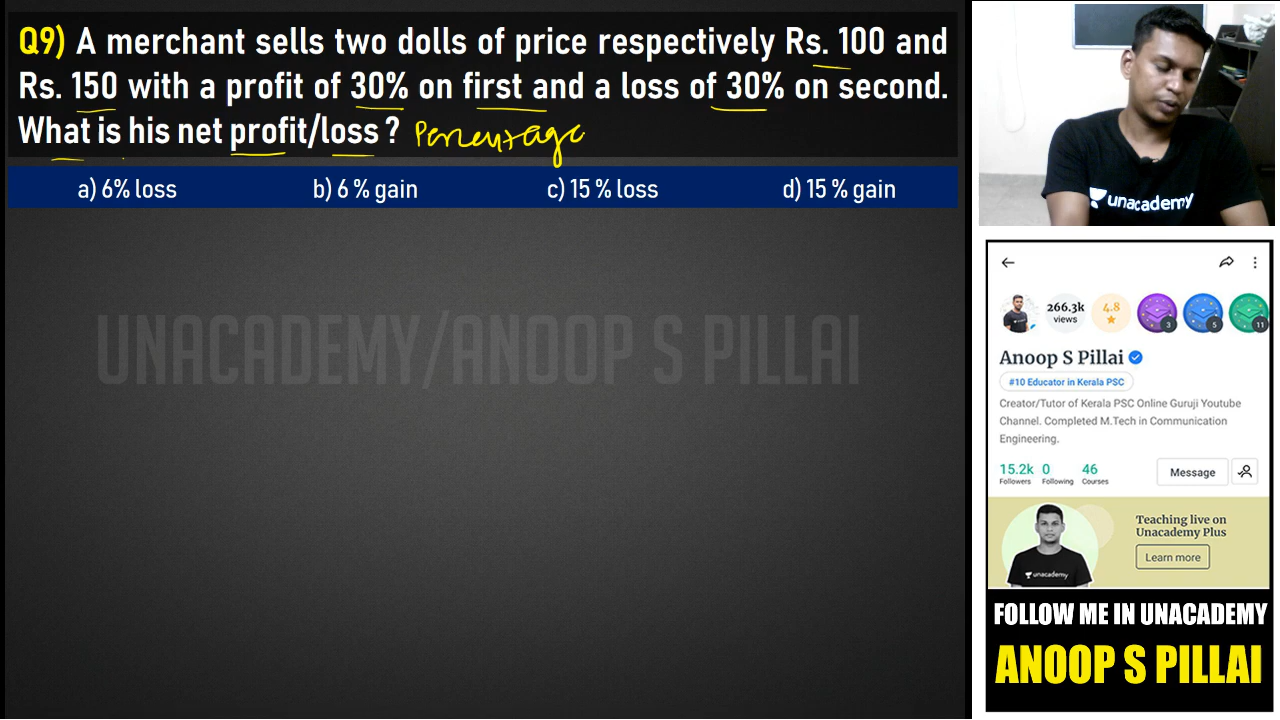 Q9) A merchant sells two dolls of price respectively Rs. 100 and
Rs. 150 with a profit of 30% on first and a loss of 30% on second.
What is his net profit/loss ? Percentage
a) 6% loss b) 6 % gain c) 15 % loss d) 15 % gain
UNACADEMY/ANOOP S PILLAI
unacademy
266.3k
views
4.8
3
5
11
Anoop S Pillai
#10 Educator in Kerala PSC
Creator/Tutor of Kerala PSC Online Guruji Youtube
Channel. Completed M.Tech in Communication
Engineering.
15.2k 0 46
Followers Following Courses
Message
Teaching live on
Unacademy Plus
Learn more
unacademy
FOLLOW ME IN UNACADEMY
ANOOP S PILLAI